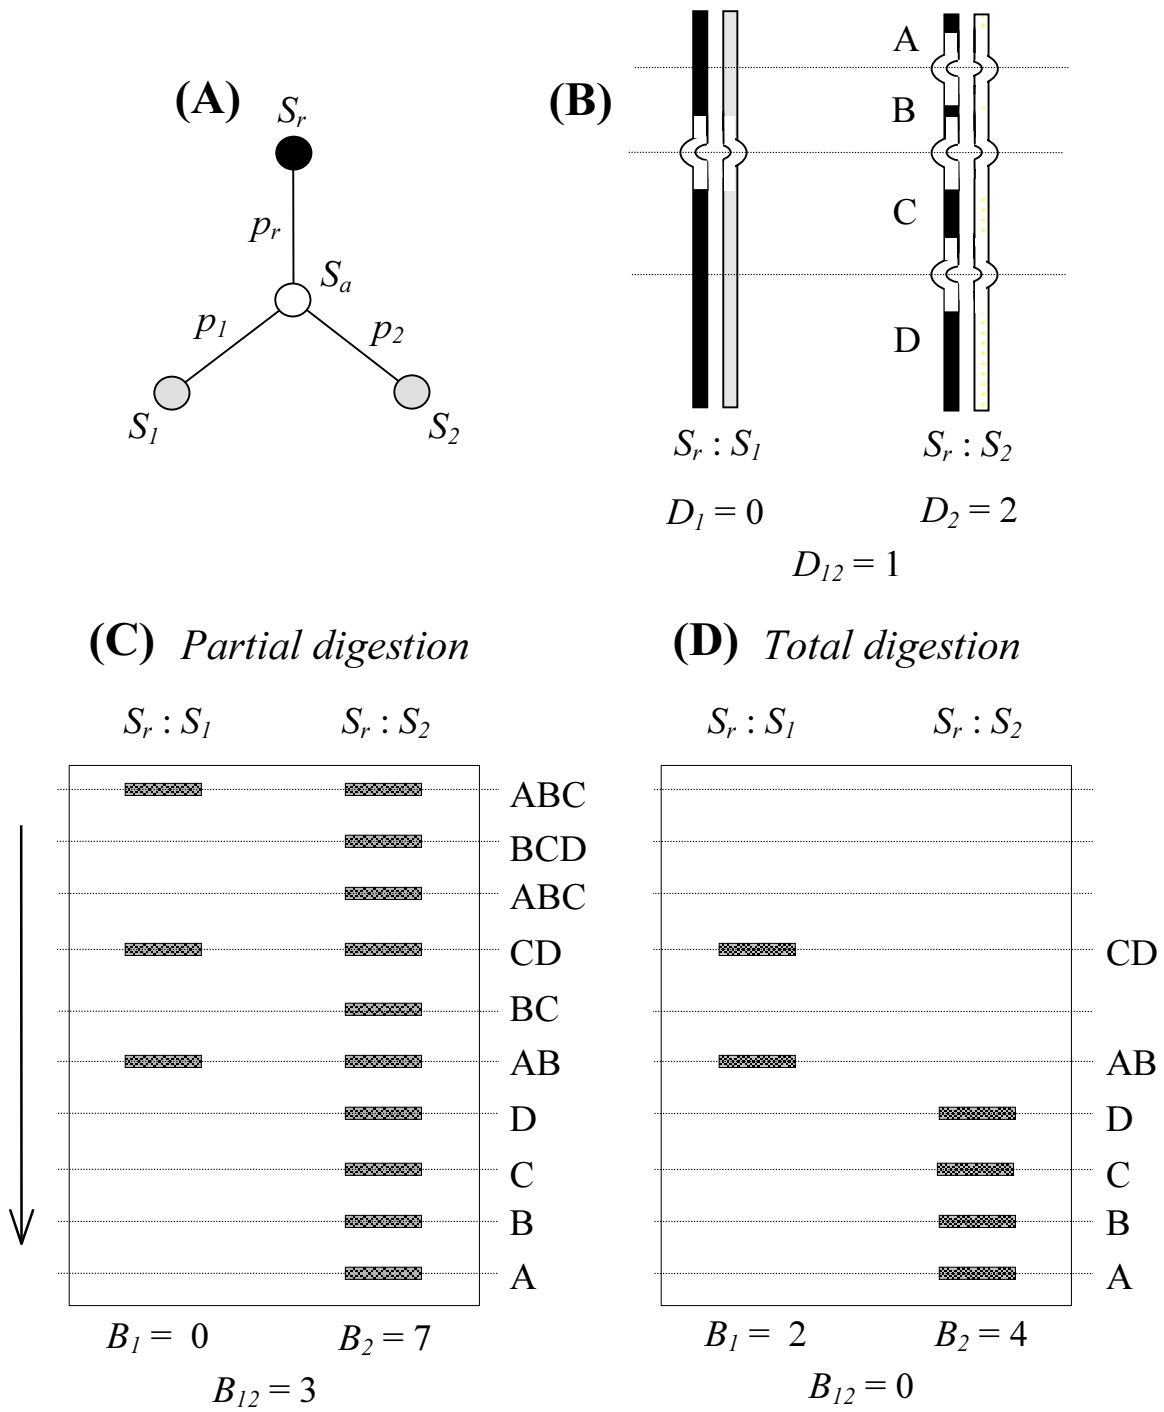 (A)
S_r
p_r
S_a
p_1
p_2
S_1
S_2
(B)
A
B
C
D
S_r : S_1
S_r : S_2
D_1 = 0
D_2 = 2
D_12 = 1
(C) Partial digestion
S_r : S_1
S_r : S_2
ABC
BCD
ABC
CD
BC
AB
D
C
B
A
B_1 = 0
B_2 = 7
B_12 = 3
(D) Total digestion
S_r : S_1
S_r : S_2
CD
AB
D
C
B
A
B_1 = 2
B_2 = 4
B_12 = 0